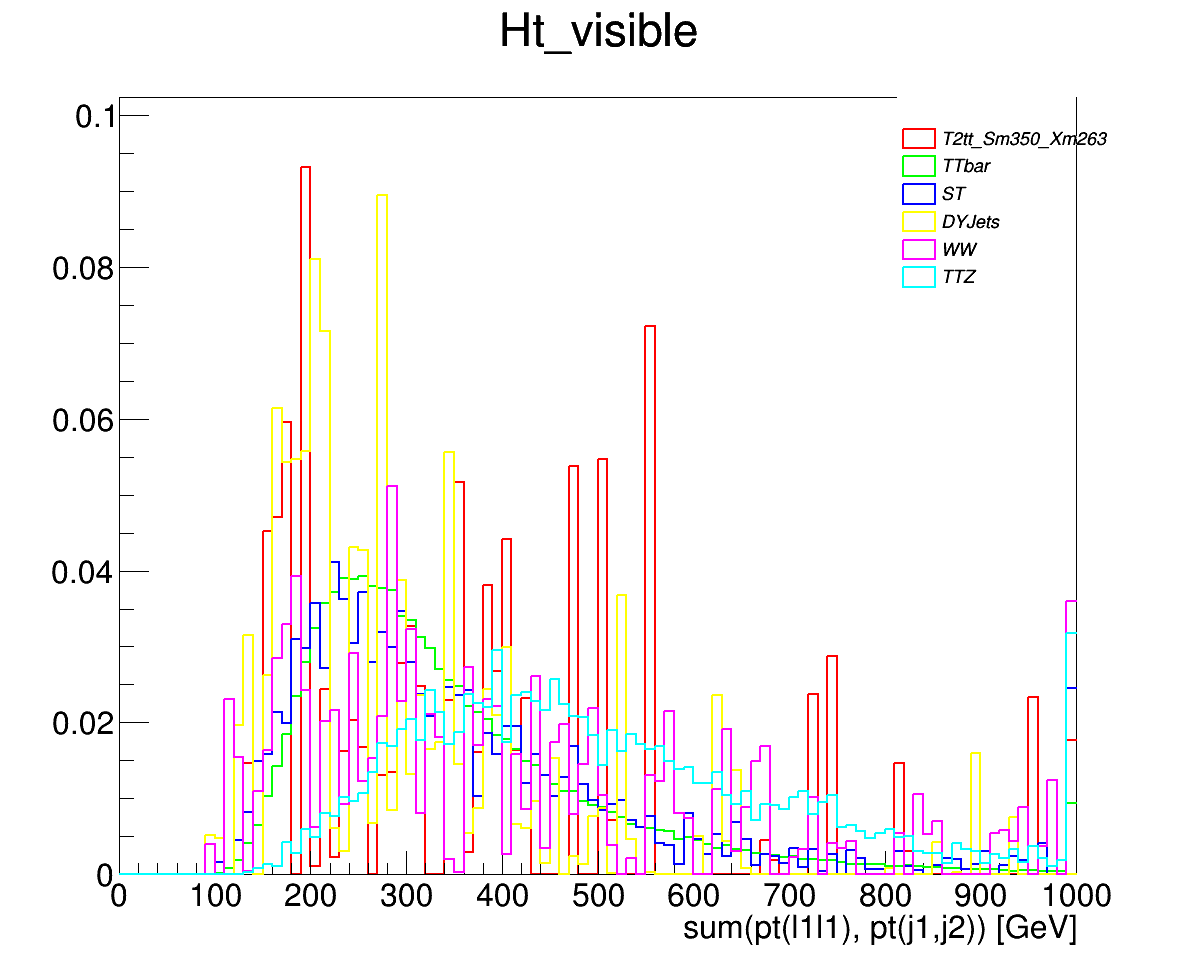 Ht_visible
0.1
0.08
0.06
0.04
0.02
0
T2tt_Sm350_Xm263
TTbar
ST
DYJets
WW
TTZ
0 100 200 300 400 500 600 700 800 900 1000
sum(pt(l1l1), pt(j1,j2)) [GeV]